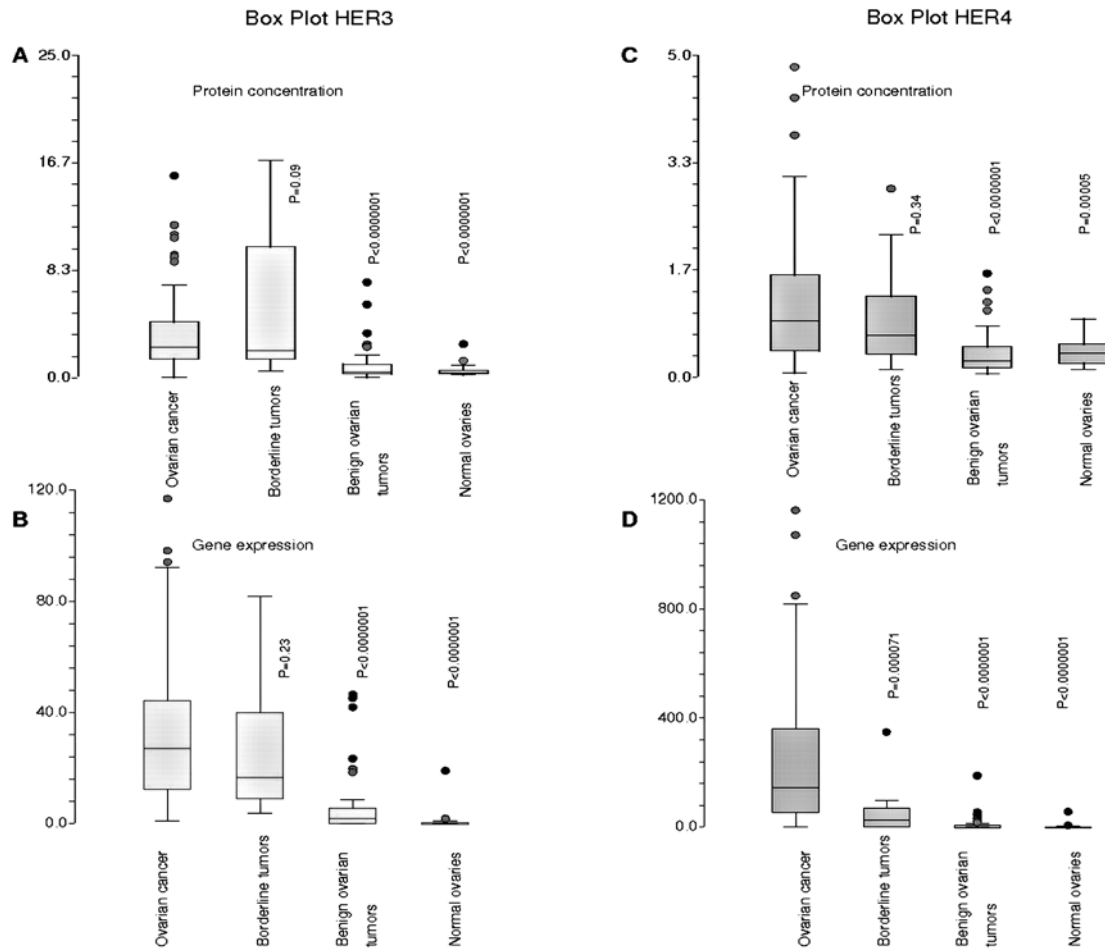 Box Plot HER3
A
25.0
16.7
8.3
0.0
Protein concentration
P=0.09
P<0.0000001
P<0.0000001
Ovarian cancer
Borderline tumors
Benign ovarian
tumors
Normal ovaries
B
120.0
80.0
40.0
0.0
Gene expression
P=0.23
P<0.0000001
P<0.0000001
Ovarian cancer
Borderline tumors
Benign ovarian
tumors
Normal ovaries
Box Plot HER4
C
5.0
3.3
1.7
0.0
Protein concentration
P=0.34
P<0.0000001
P=0.00005
Ovarian cancer
Borderline tumors
Benign ovarian
tumors
Normal ovaries
D
1200.0
800.0
400.0
0.0
Gene expression
P=0.000071
P<0.0000001
P<0.0000001
Ovarian cancer
Borderline tumors
Benign ovarian
tumors
Normal ovaries